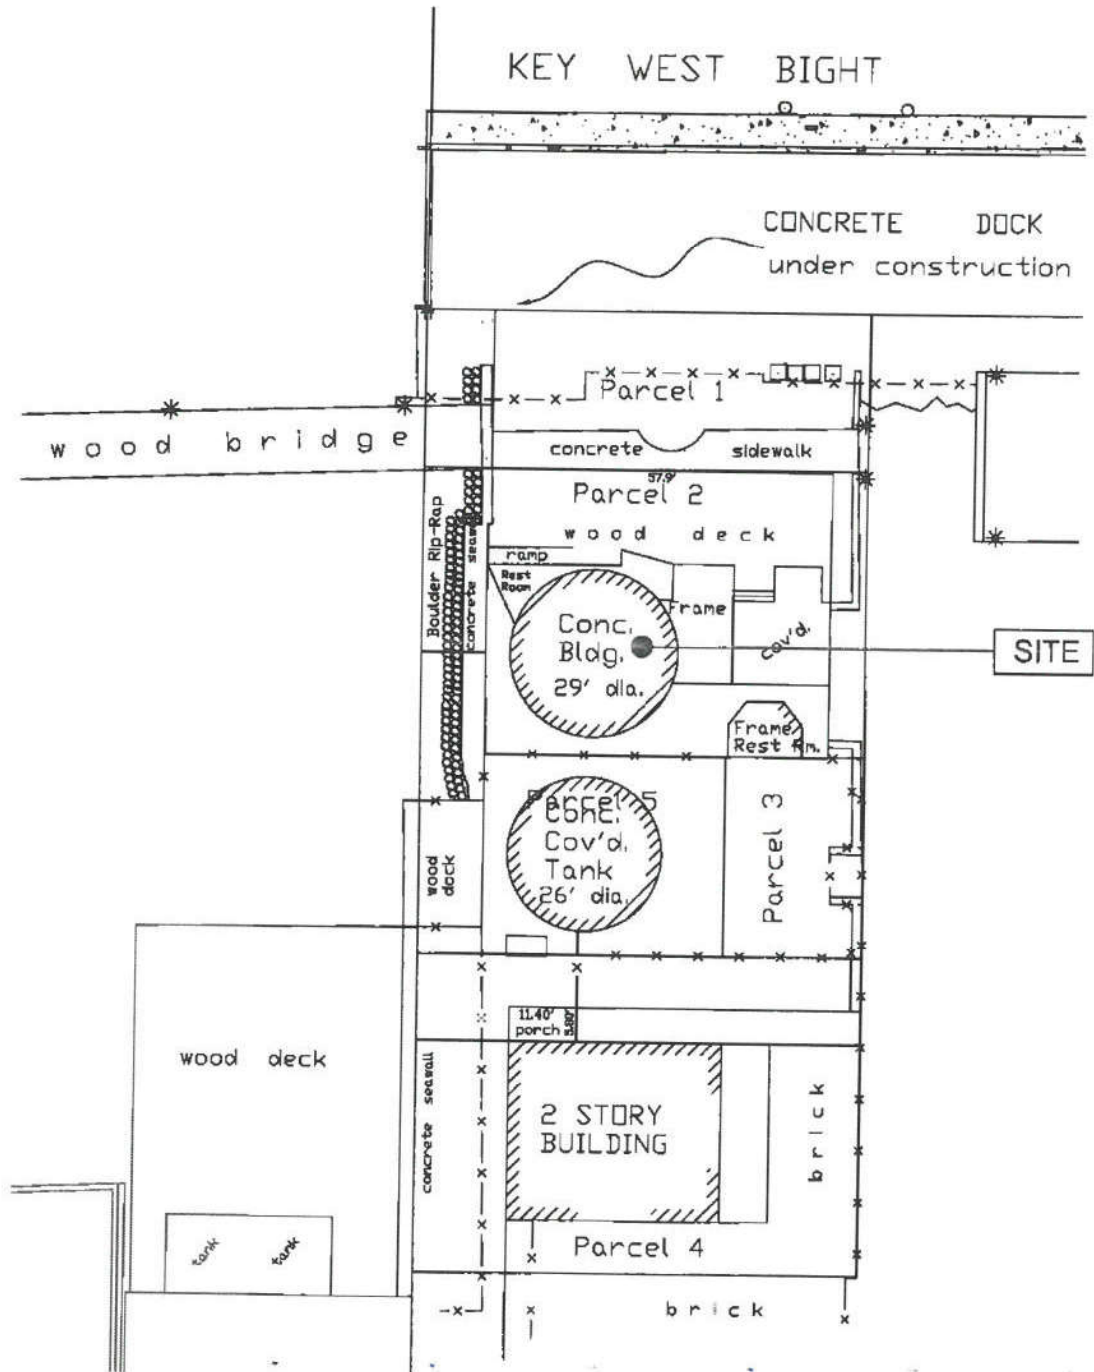 KEY WEST BIGHT
CONCRETE DOCK
under construction
Parcel 1
wood bridge
concrete sidewalk
57.9'
Parcel 2
wood deck
Boulder Rip-Rap
concrete seawall
ramp
Rest
Room
Frame
Conc.
Bldg.
29' dia.
cov'd.
SITE
Frame
Rest Rm.
Parcel 5
Conc.
Cov'd.
Tank
26' dia.
Parcel 3
wood
dock
11.40'
porch
5.80'
wood deck
concrete seawall
2 STORY
BUILDING
brick
tank
tank
Parcel 4
brick